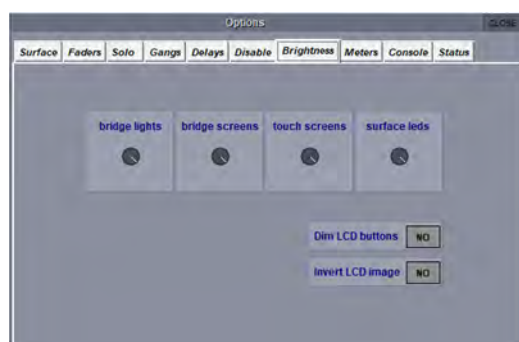 Options
CLOSE
Surface Faders Solo Gangs Delays Disable Brightness Meters Console Status
bridge lights bridge screens touch screens surface leds
Dim LCD buttons NO
Invert LCD image NO